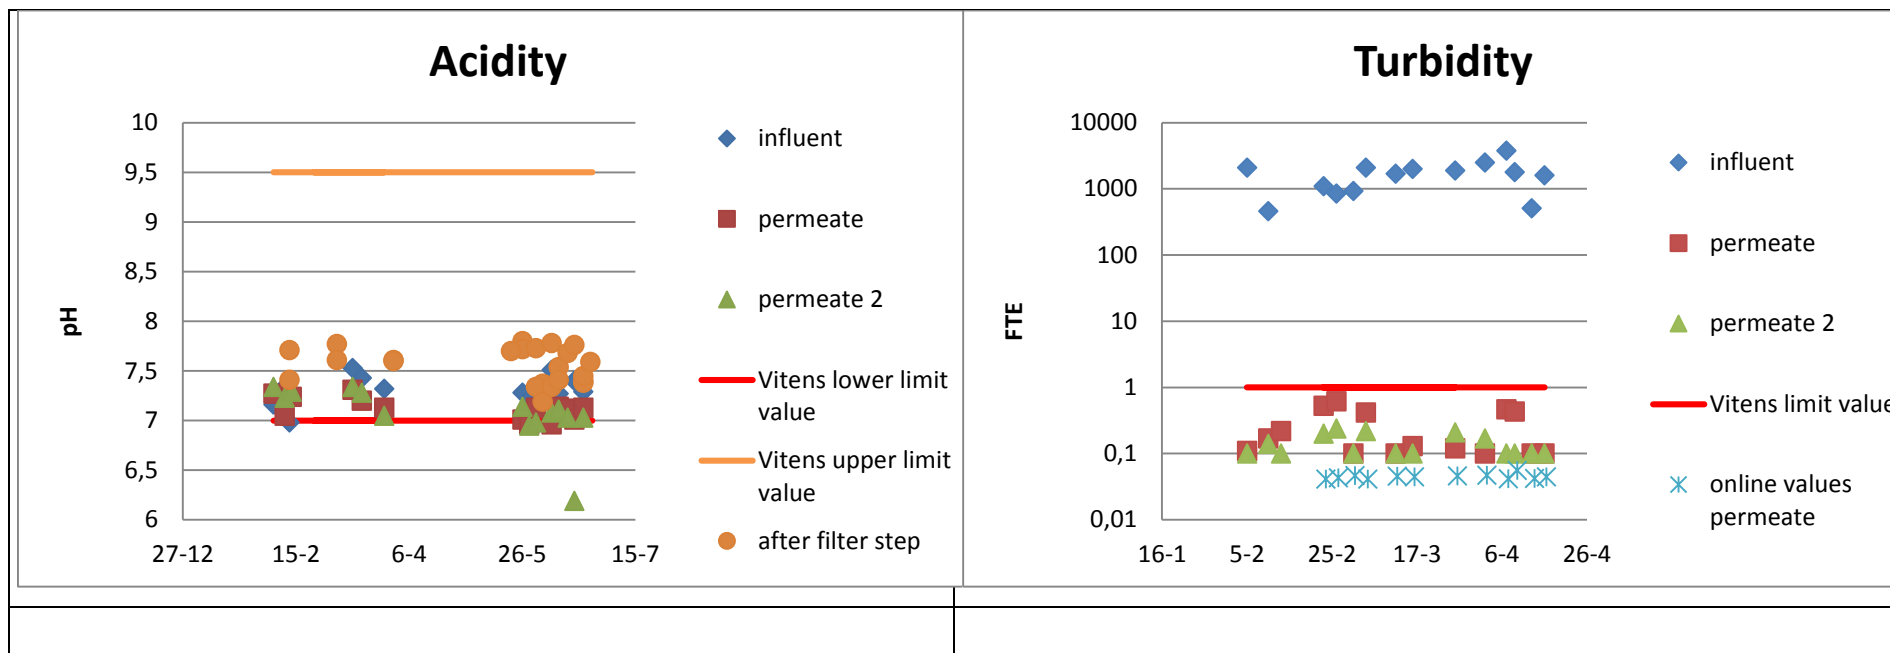 Acidity
10
9,5
9
8,5
8
7,5
7
6,5
6
pH
27-12
15-2
6-4
26-5
15-7
influent
permeate
permeate 2
Vitens lower limit
value
Vitens upper limit
value
after filter step
Turbidity
10000
1000
100
10
1
0,1
0,01
FTE
16-1
5-2
25-2
17-3
6-4
26-4
influent
permeate
permeate 2
Vitens limit value
online values
permeate